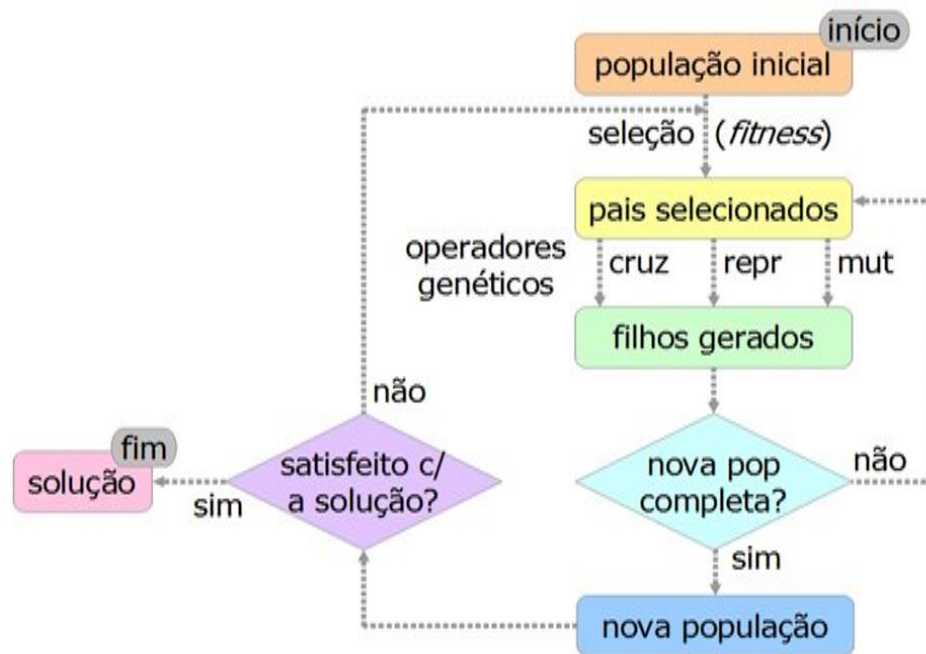 início
população inicial
seleção (fitness)
pais selecionados
operadores
genéticos
cruz
repr
mut
filhos gerados
não
fim
solução
sim
satisfeito c/
a solução?
nova pop
completa?
não
sim
nova população